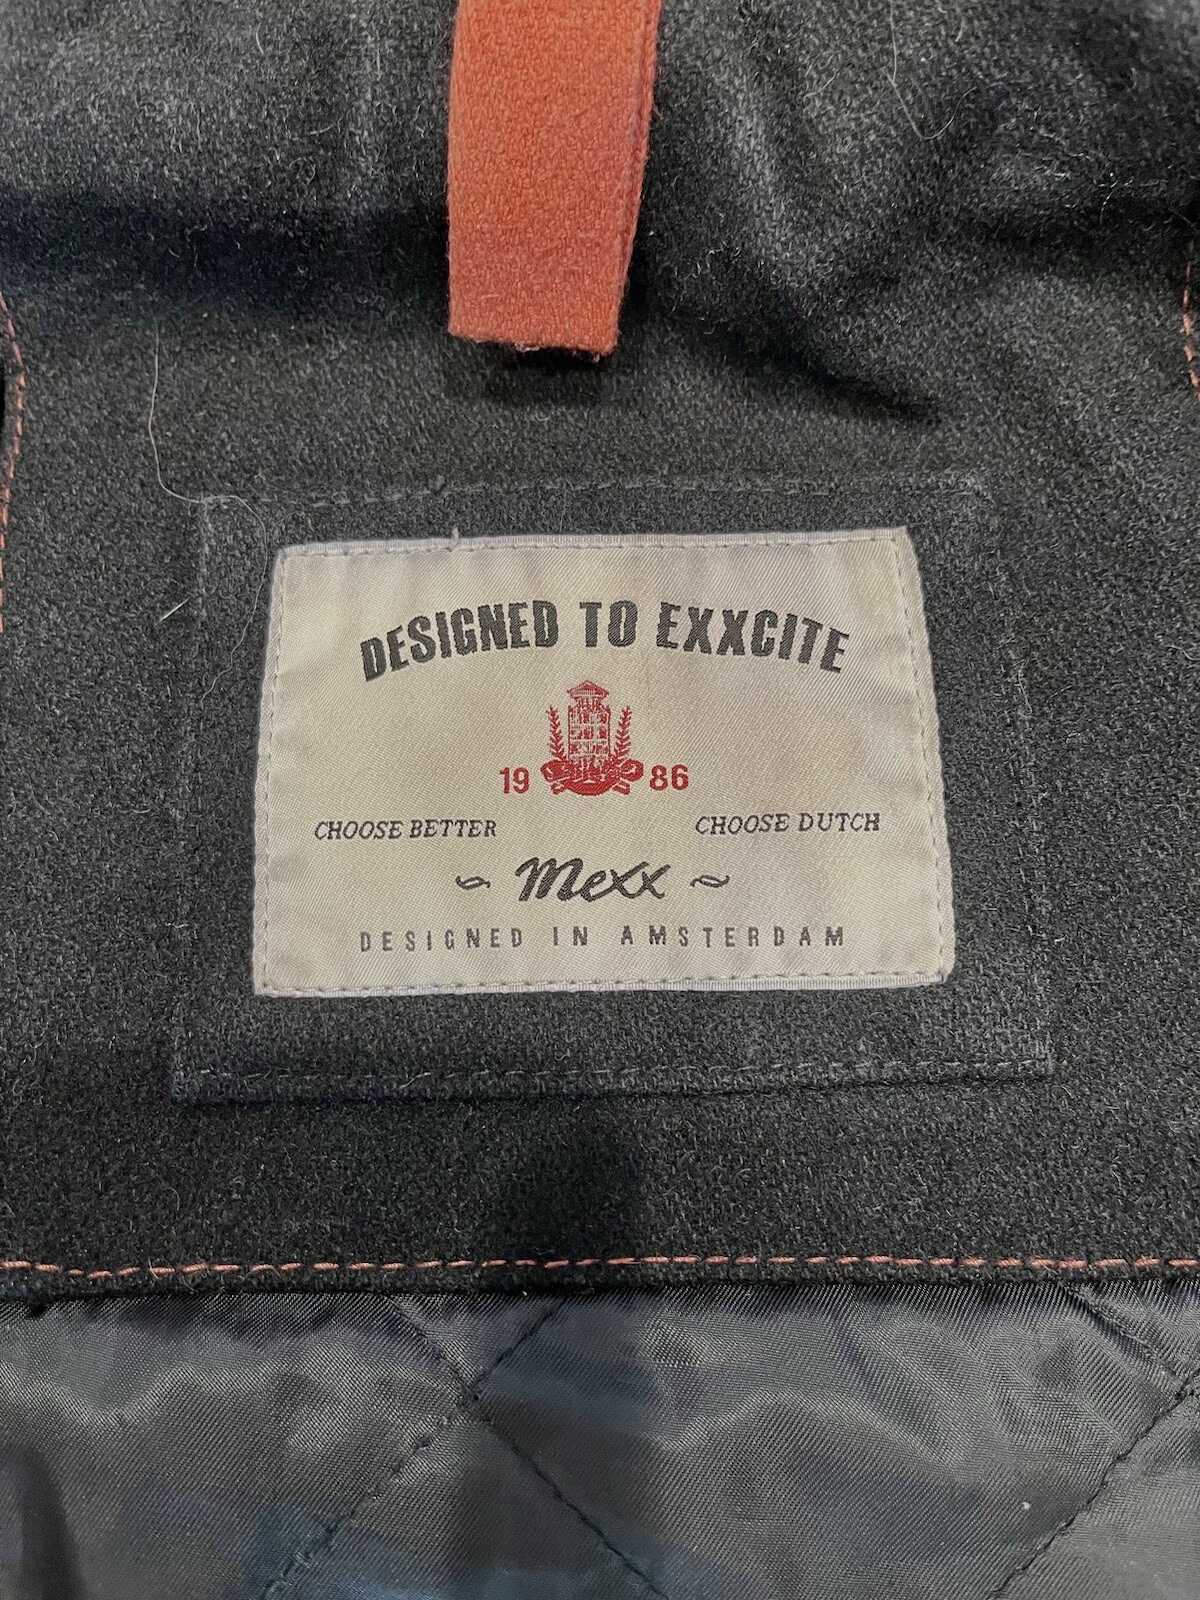 DESIGNED TO EXXCITE
19 86
CHOOSE BETTER CHOOSE DUTCH
~ Mexx ~
DESIGNED IN AMSTERDAM